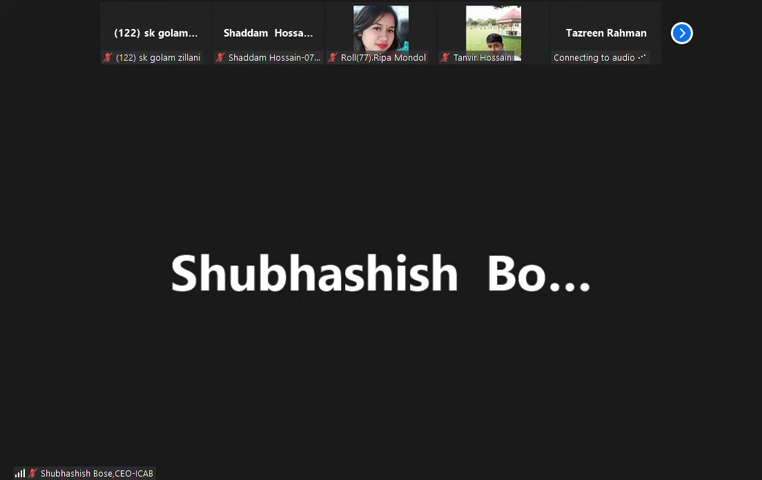 (122) sk golam...
Shaddam Hossa...
Tazreen Rahman
(122) sk golam zillani
Shaddam Hossain-07...
Roll(77).Ripa Mondol
Tanvir Hossain
Connecting to audio ···
Shubhashish Bo...
Shubhashish Bose,CEO-ICAB